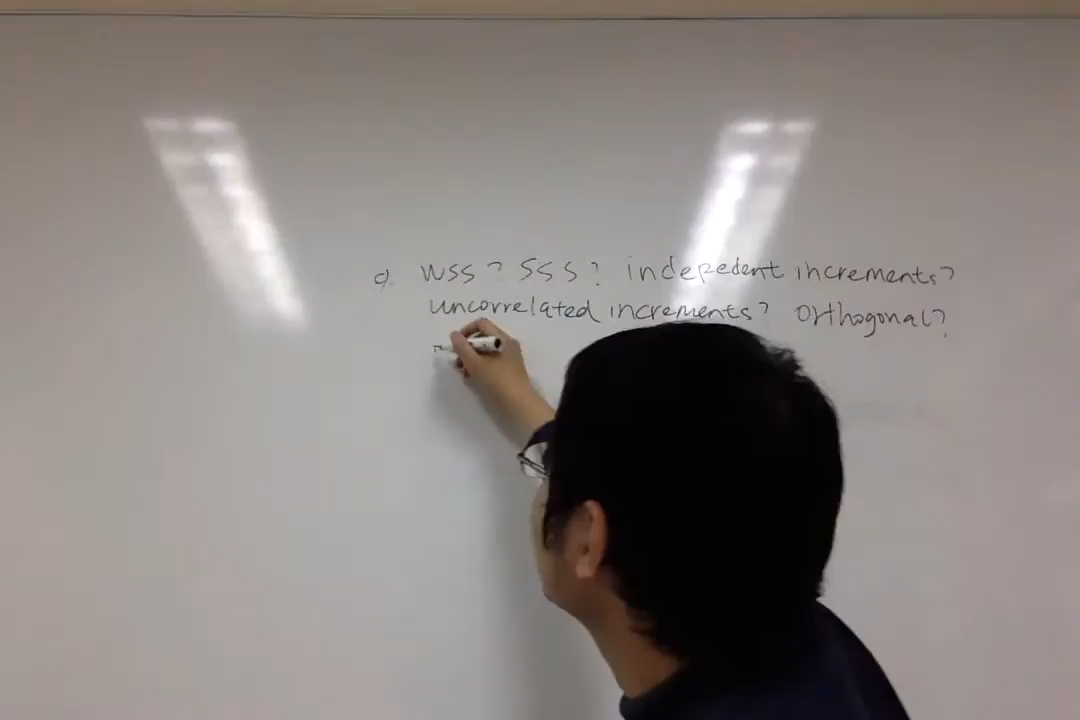 c). WSS? SSS? indepedent increments?
uncorrelated increments? Orthogonal?